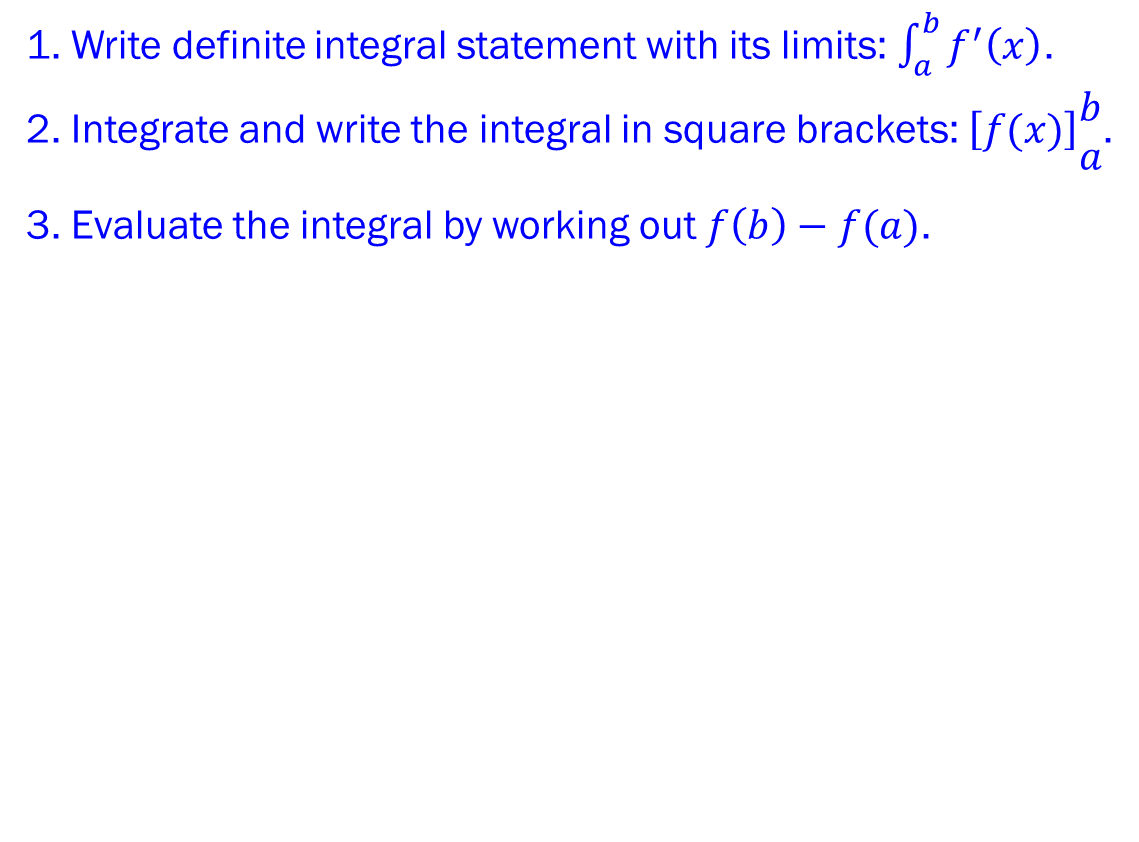 1. Write definite integral statement with its limits: ∫ₐᵇ f′(x).
2. Integrate and write the integral in square brackets: [f(x)]ₐᵇ.
3. Evaluate the integral by working out f(b) − f(a).